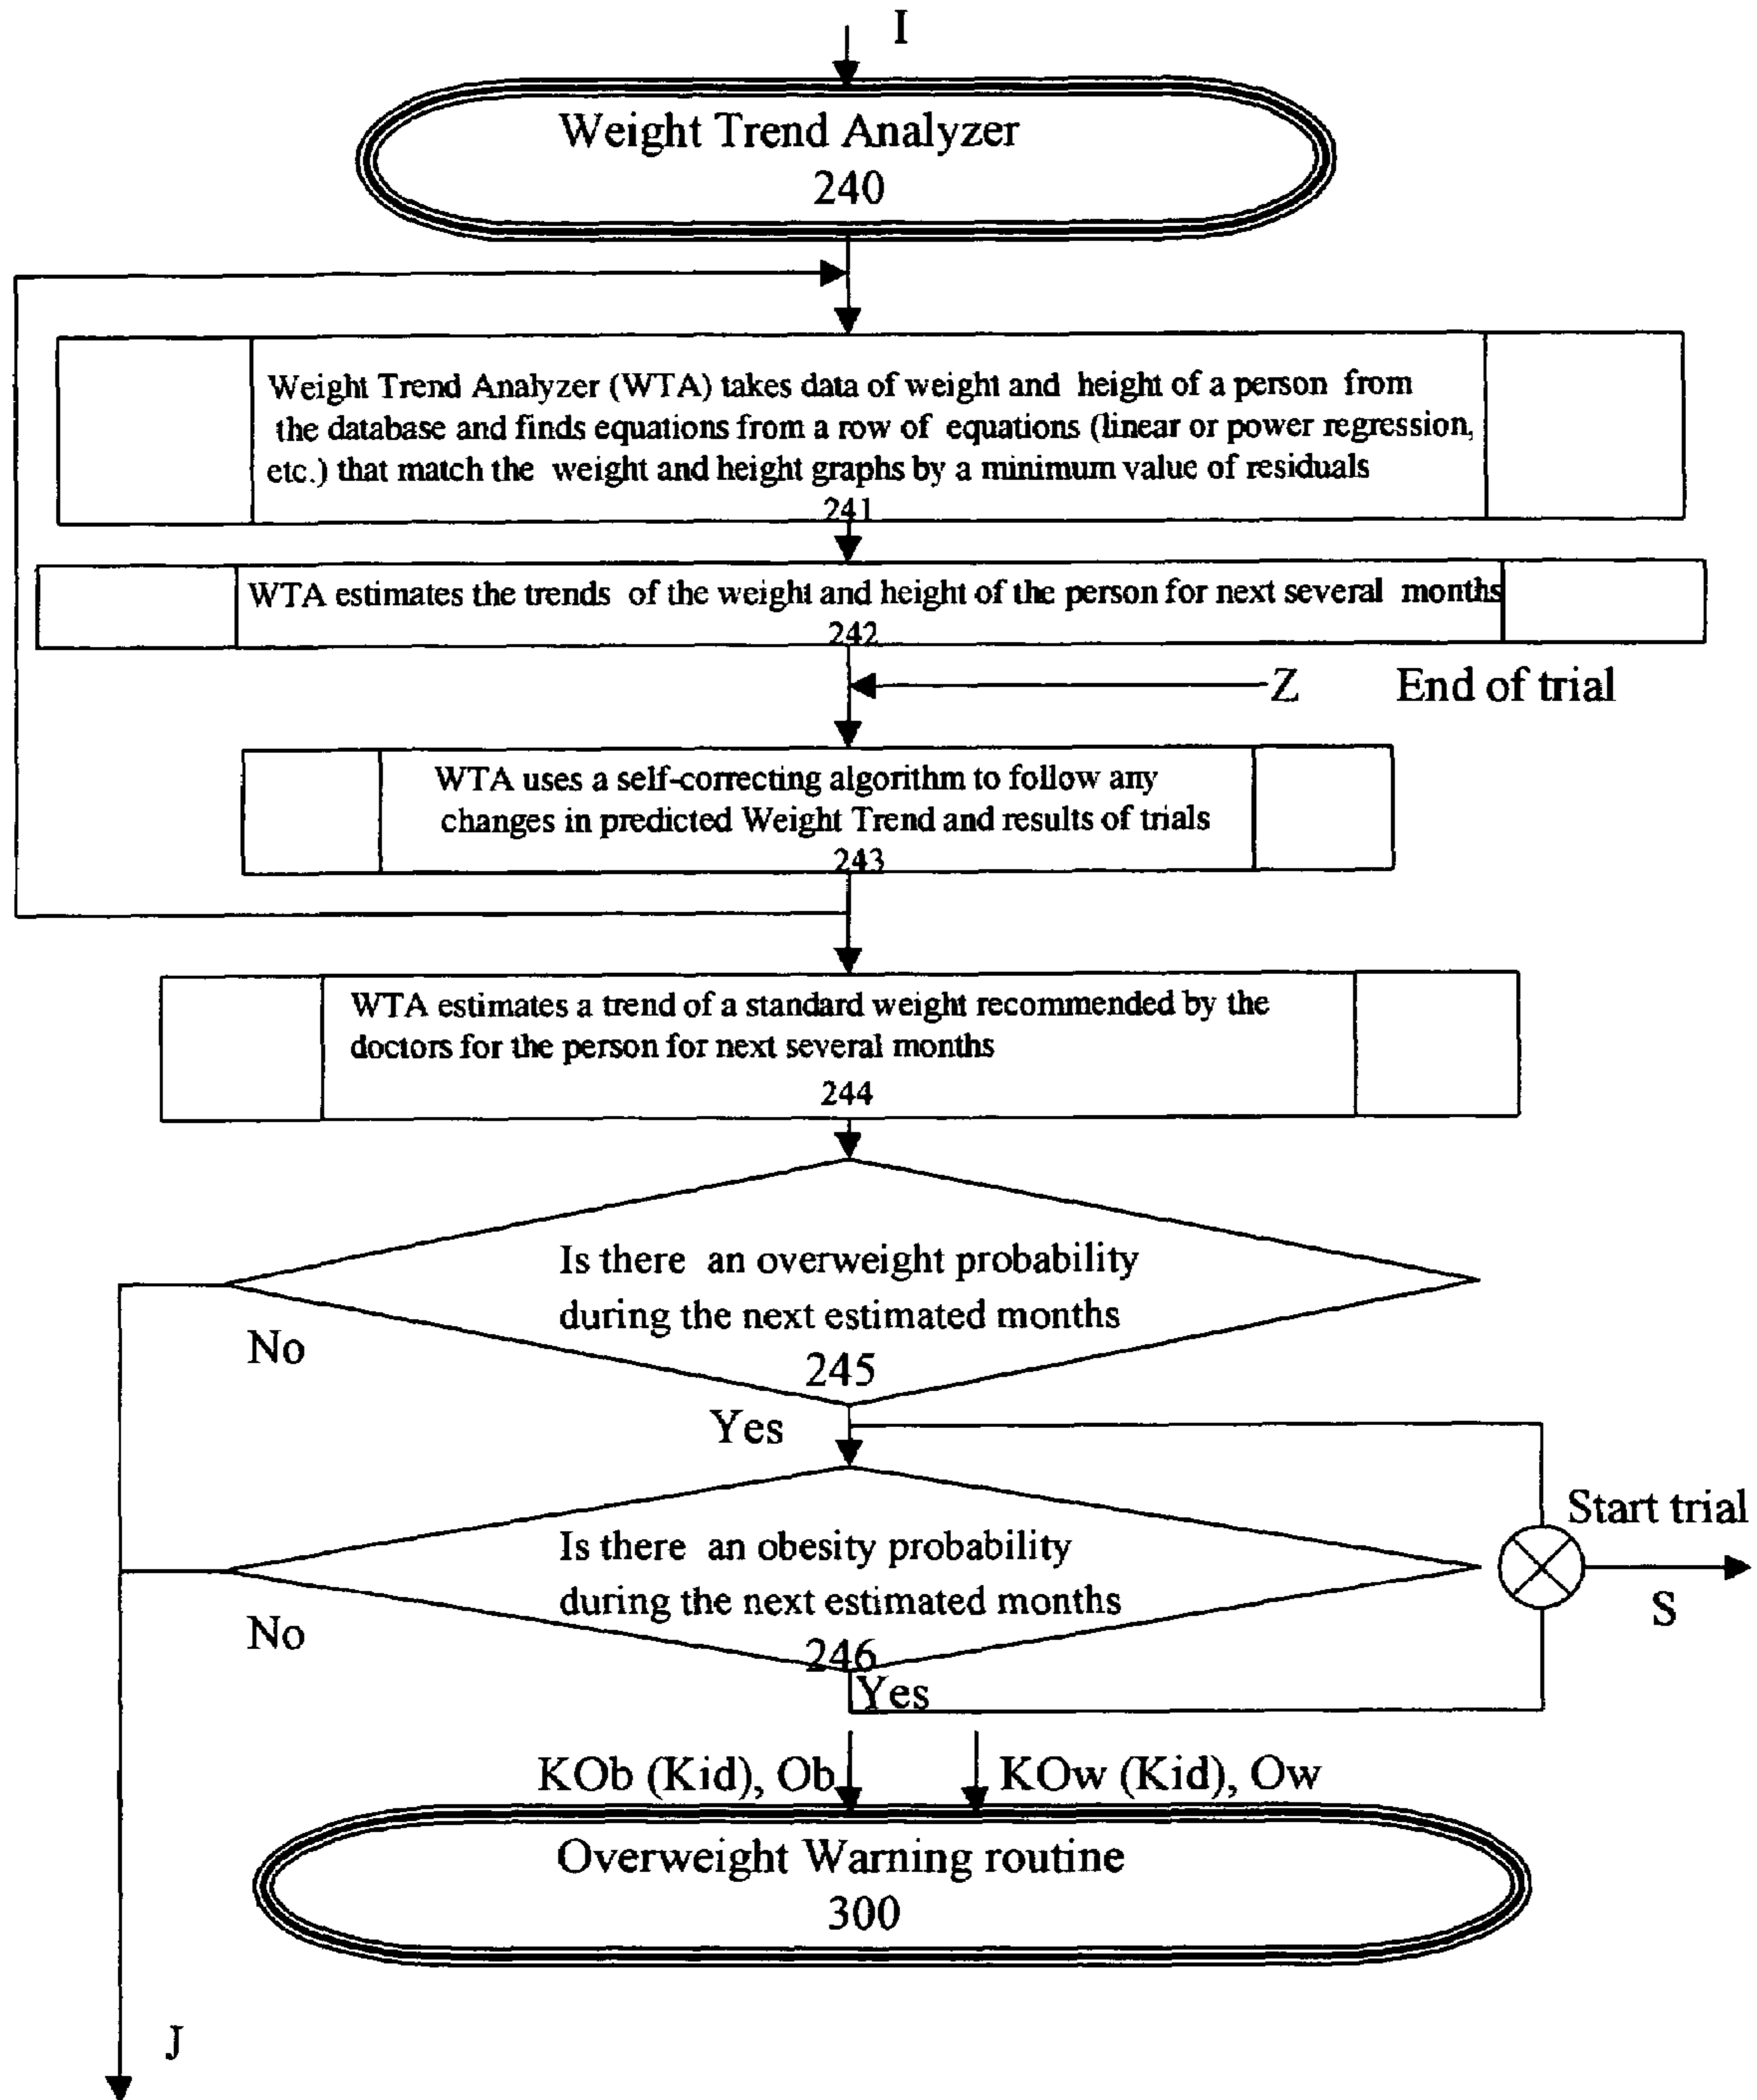 I
Weight Trend Analyzer
240
Weight Trend Analyzer (WTA) takes data of weight and height of a person from
the database and finds equations from a row of equations (linear or power regression,
etc.) that match the weight and height graphs by a minimum value of residuals
241
WTA estimates the trends of the weight and height of the person for next several months
242
Z End of trial
WTA uses a self-correcting algorithm to follow any
changes in predicted Weight Trend and results of trials
243
WTA estimates a trend of a standard weight recommended by the
doctors for the person for next several months
244
Is there an overweight probability
during the next estimated months
No
245
Yes
Start trial
Is there an obesity probability
during the next estimated months
S
No
246
Yes
KOb (Kid), Ob KOw (Kid), Ow
Overweight Warning routine
300
J